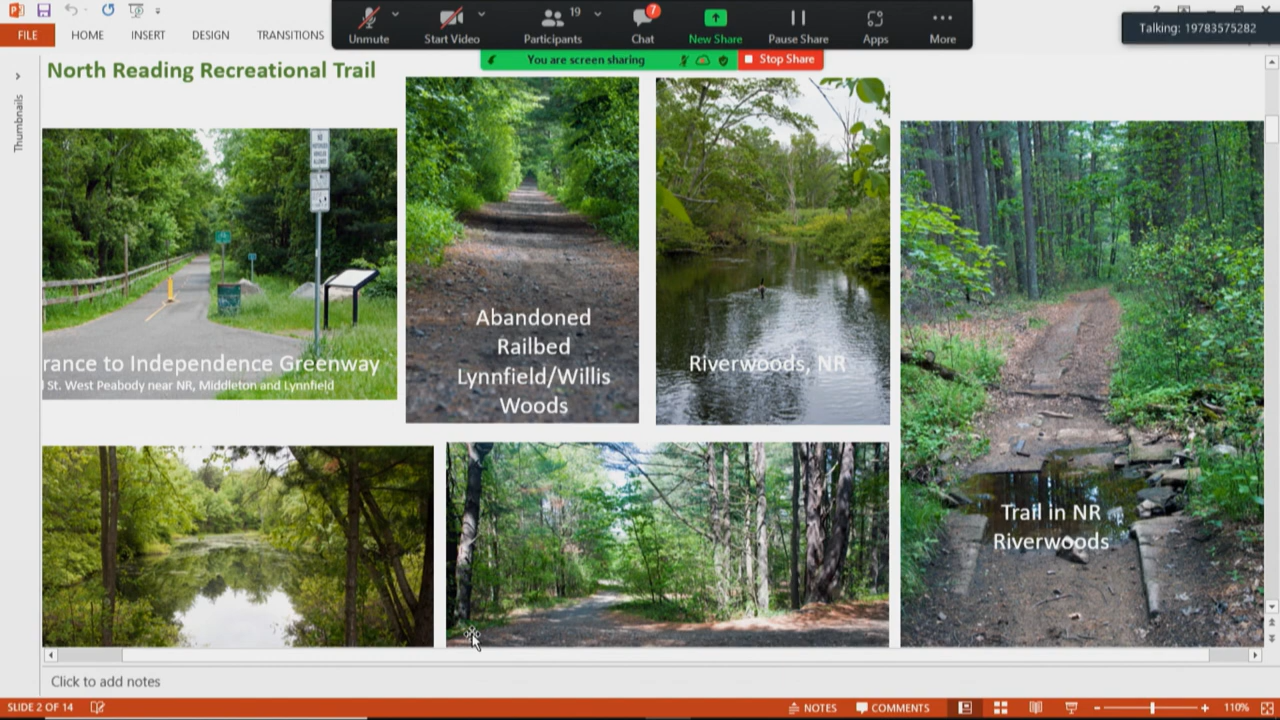 19
7
Unmute
Start Video
Participants
Chat
New Share
Pause Share
Apps
More
Talking: 19783575282
FILE
HOME
INSERT
DESIGN
TRANSITIONS
You are screen sharing
Stop Share
Thumbnails
North Reading Recreational Trail
rance to Independence Greenway
St. West Peabody near NR, Middleton and Lynnfield
Abandoned
Railbed
Lynnfield/Willis
Woods
Riverwoods, NR
Trail in NR
Riverwoods
Click to add notes
SLIDE 2 OF 14
NOTES
COMMENTS
110%